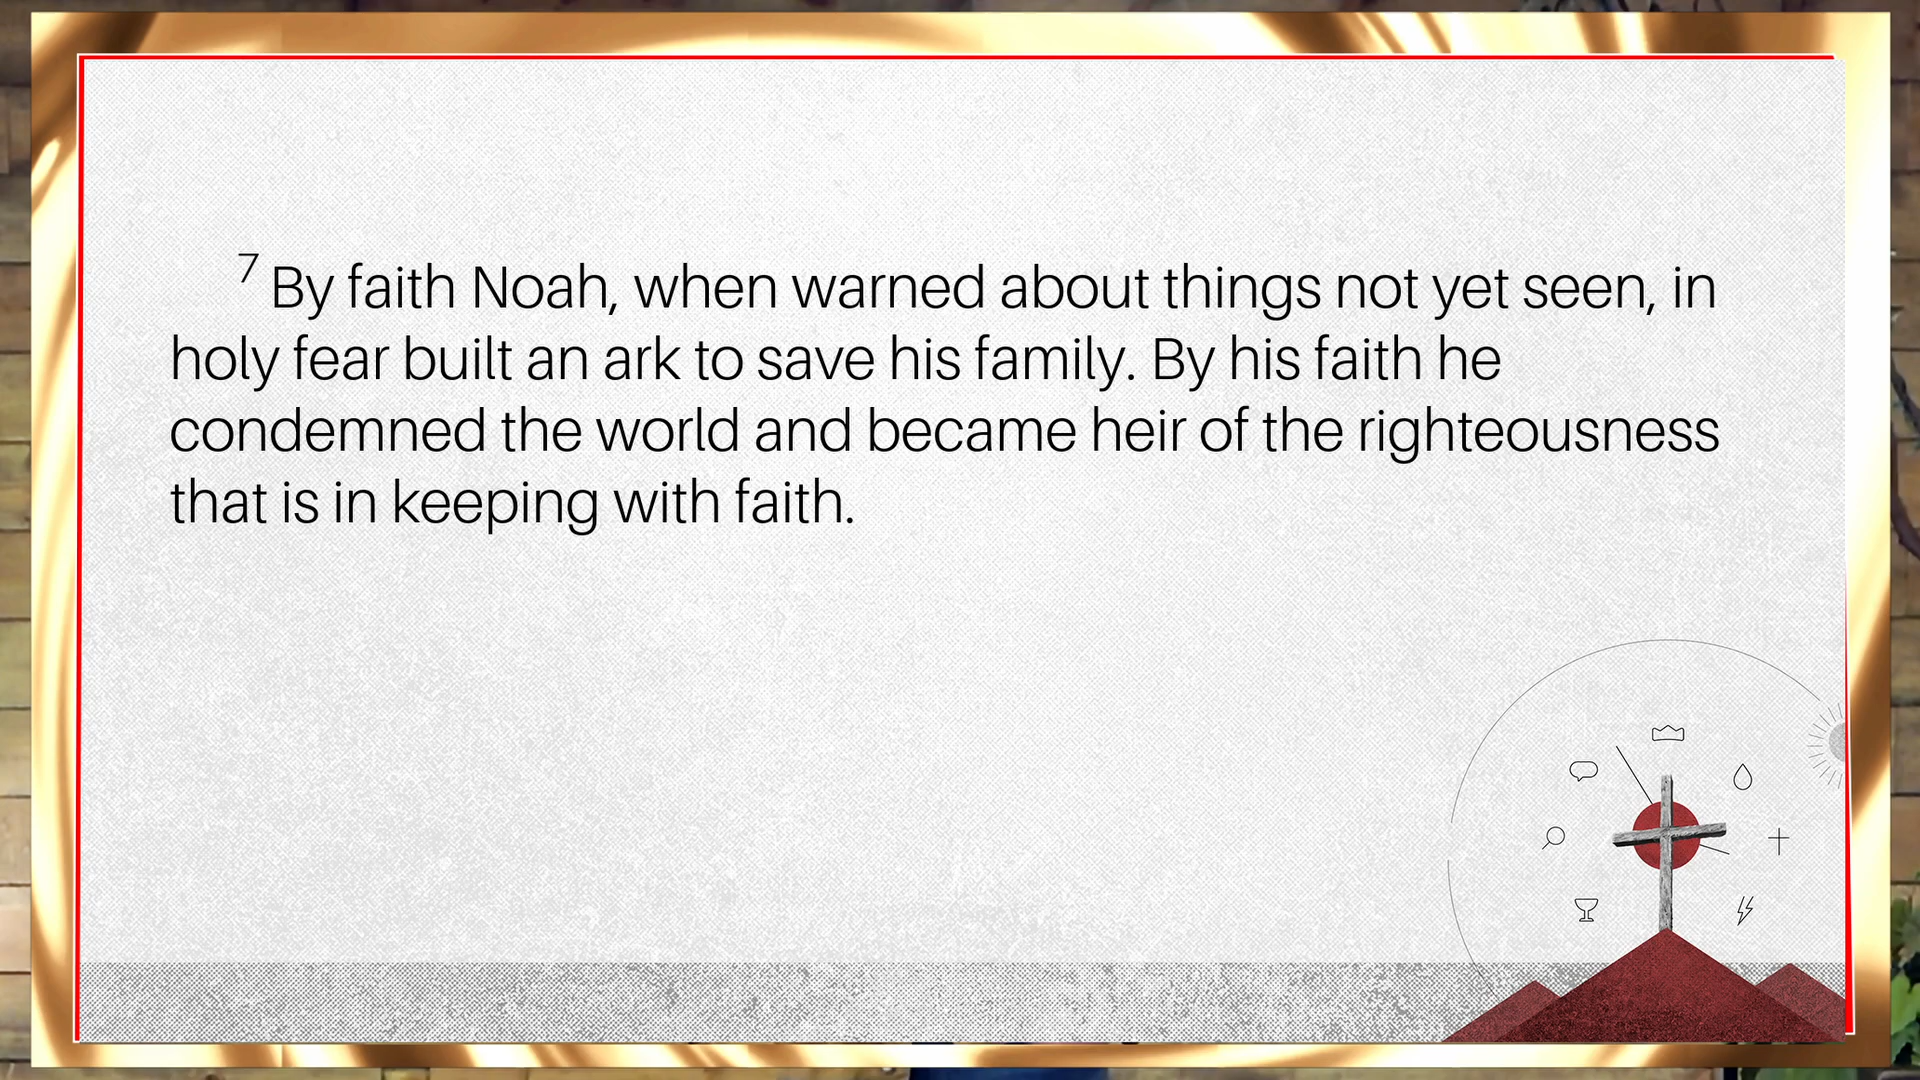 7 By faith Noah, when warned about things not yet seen, in
holy fear built an ark to save his family. By his faith he
condemned the world and became heir of the righteousness
that is in keeping with faith.